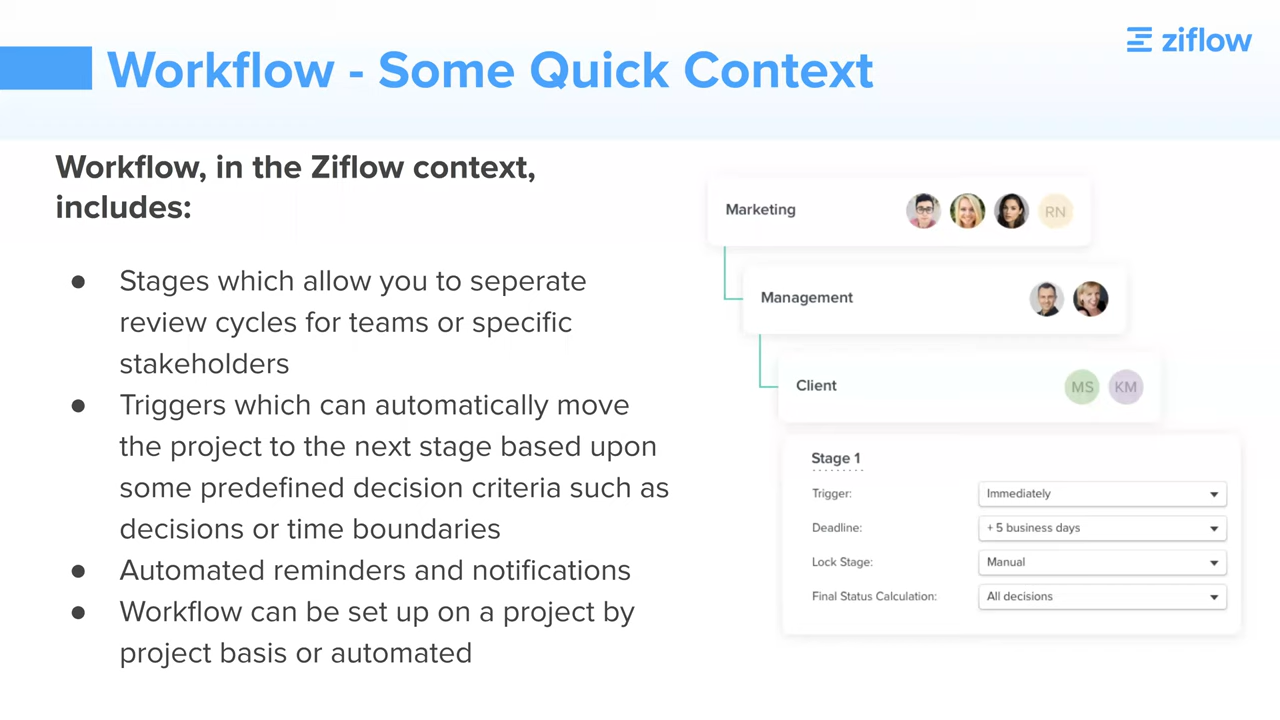 ziflow
Workflow - Some Quick Context
Workflow, in the Ziflow context,
includes:
● Stages which allow you to seperate
review cycles for teams or specific
stakeholders
● Triggers which can automatically move
the project to the next stage based upon
some predefined decision criteria such as
decisions or time boundaries
● Automated reminders and notifications
● Workflow can be set up on a project by
project basis or automated
Marketing RN
Management
Client MS KM
Stage 1
Trigger: Immediately
Deadline: + 5 business days
Lock Stage: Manual
Final Status Calculation: All decisions